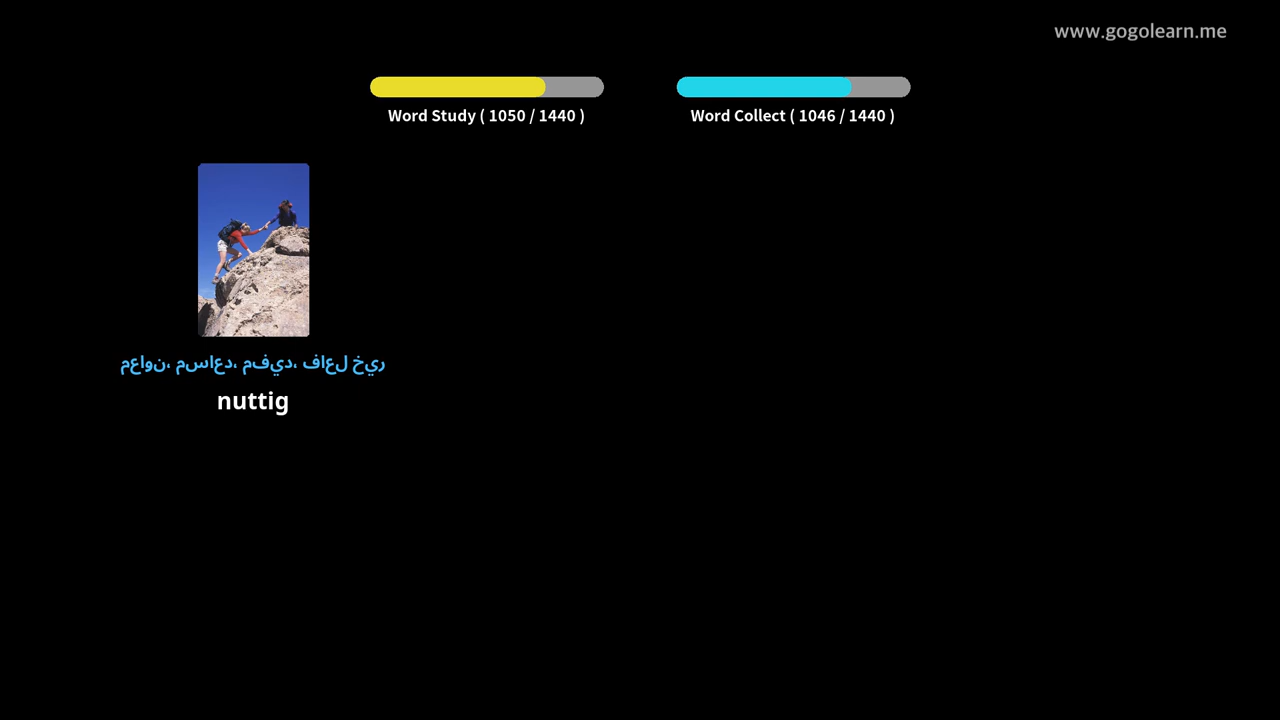 www.gogolearn.me
Word Study ( 1050 / 1440 )
Word Collect ( 1046 / 1440 )
معاون، مساعد، مفيد، فاعل خير
nuttig